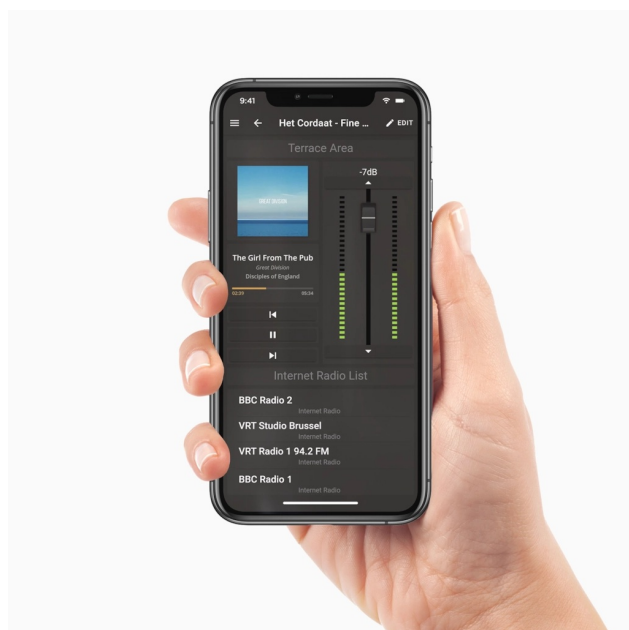 9:41
Het Cordaat - Fine ...
EDIT
Terrace Area
-7dB
GREAT DIVISION
The Girl From The Pub
Great Division
Disciples of England
02:39
05:34
Internet Radio List
BBC Radio 2
Internet Radio
VRT Studio Brussel
Internet Radio
VRT Radio 1 94.2 FM
Internet Radio
BBC Radio 1
Internet Radio